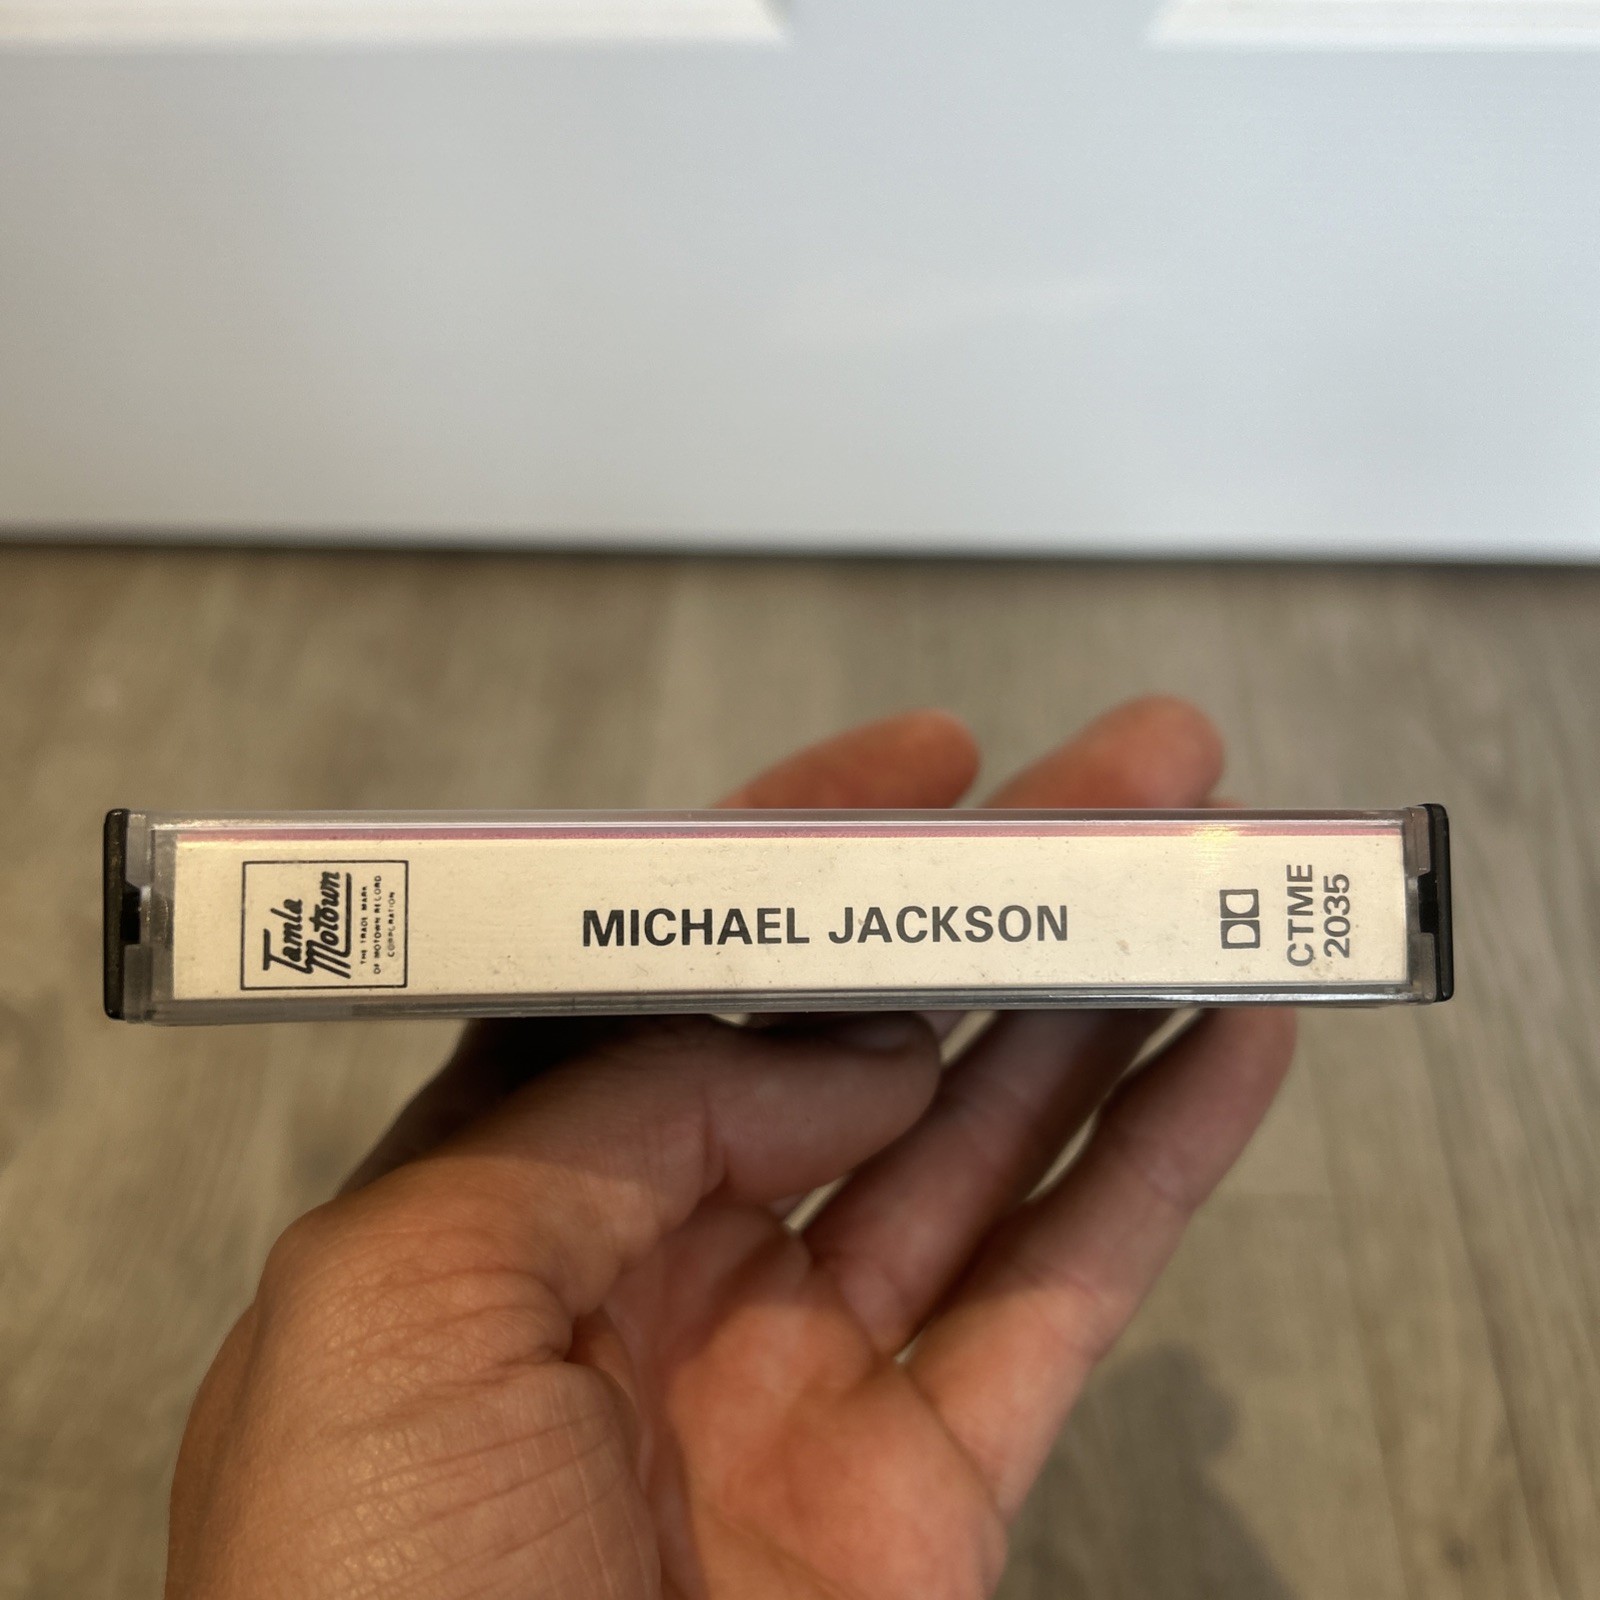 Tamla
Motown
THE TRADE MARK
OF MOTOWN RECORD
CORPORATION
MICHAEL JACKSON
CTME
2035